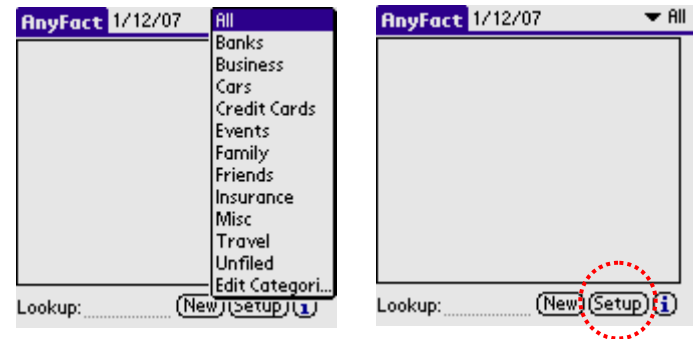 AnyFact 1/12/07
All
Banks
Business
Cars
Credit Cards
Events
Family
Friends
Insurance
Misc
Travel
Unfiled
Edit Categori...
Lookup: New Setup i
AnyFact 1/12/07 All
Lookup: New Setup i